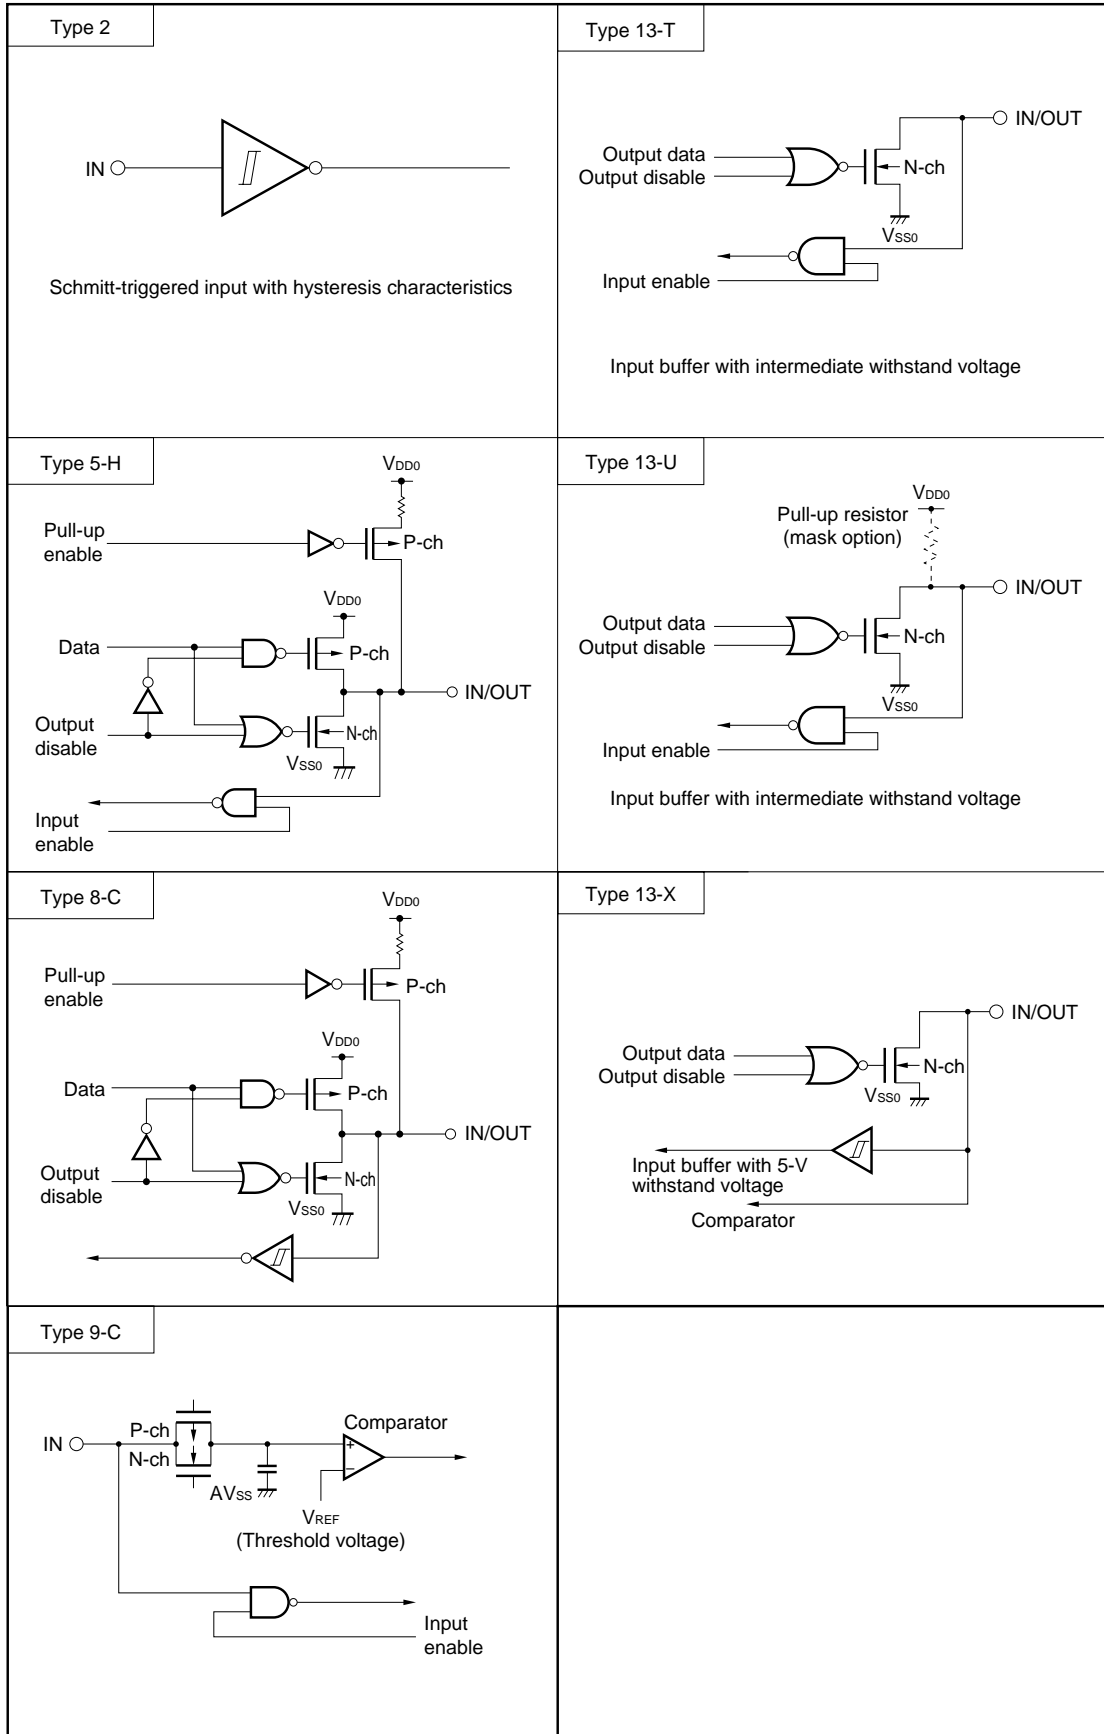 Type 2
IN
Schmitt-triggered input with hysteresis characteristics
Type 13-T
IN/OUT
Output data
Output disable
N-ch
VSS0
Input enable
Input buffer with intermediate withstand voltage
Type 5-H
VDD0
Pull-up
enable
P-ch
VDD0
Data
P-ch
IN/OUT
Output
disable
N-ch
VSS0
Input
enable
Type 13-U
VDD0
Pull-up resistor
(mask option)
IN/OUT
Output data
Output disable
N-ch
VSS0
Input enable
Input buffer with intermediate withstand voltage
Type 8-C
VDD0
Pull-up
enable
P-ch
VDD0
Data
P-ch
IN/OUT
Output
disable
N-ch
VSS0
Type 13-X
IN/OUT
Output data
Output disable
N-ch
VSS0
Input buffer with 5-V
withstand voltage
Comparator
Type 9-C
Comparator
P-ch
IN
N-ch
+
−
AVSS
VREF
(Threshold voltage)
Input
enable